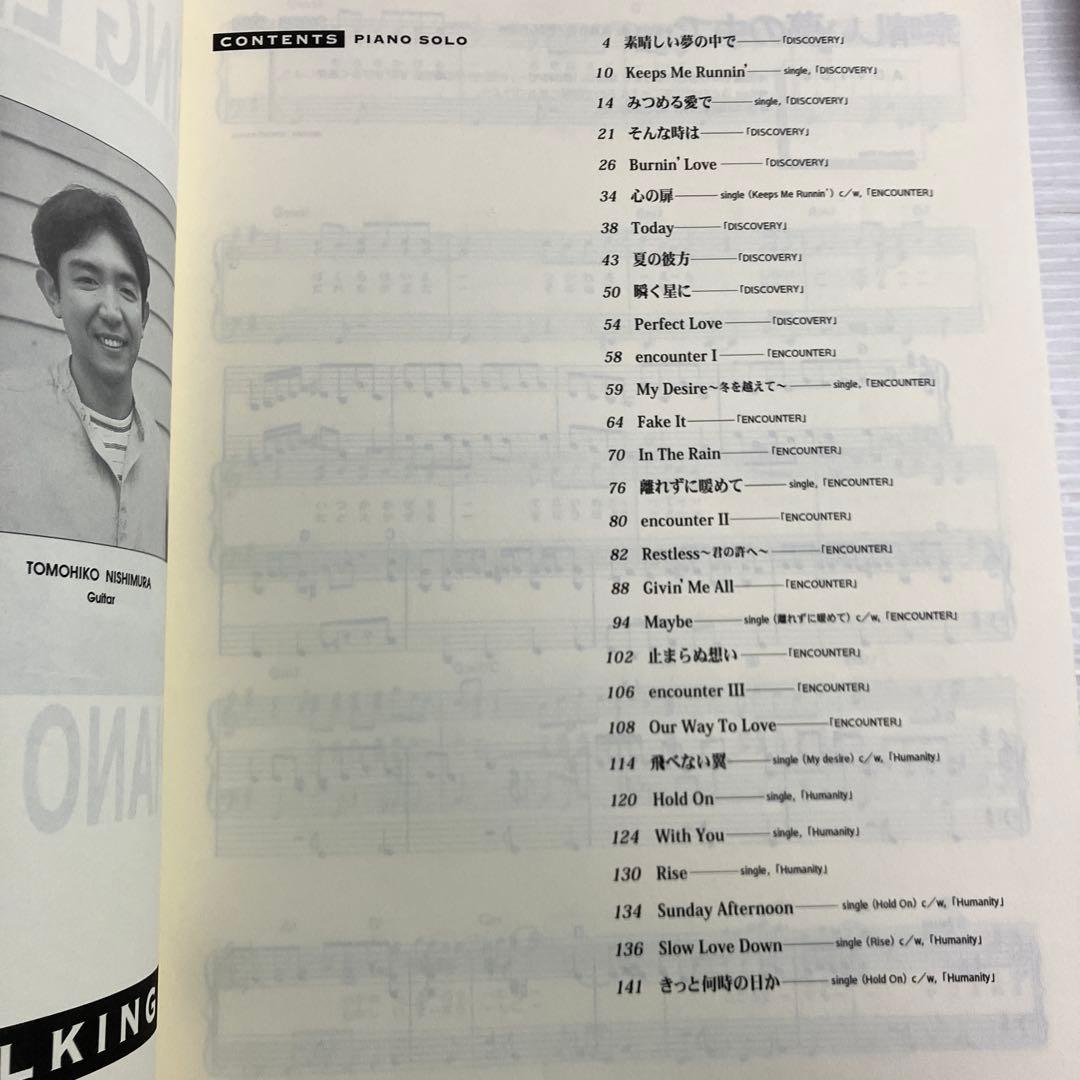 TOMOHIKO NISHIMURA
Guitar
LKING
CONTENTS PIANO SOLO
4 素晴しい夢の中で――「DISCOVERY」
10 Keeps Me Runnin'――single,「DISCOVERY」
14 みつめる愛で――single,「DISCOVERY」
21 そんな時は――「DISCOVERY」
26 Burnin' Love――「DISCOVERY」
34 心の扉――single (Keeps Me Runnin') c/w,「ENCOUNTER」
38 Today――「DISCOVERY」
43 夏の彼方――「DISCOVERY」
50 瞬く星に――「DISCOVERY」
54 Perfect Love――「DISCOVERY」
58 encounter I――「ENCOUNTER」
59 My Desire～冬を越えて～――single,「ENCOUNTER」
64 Fake It――「ENCOUNTER」
70 In The Rain――「ENCOUNTER」
76 離れずに暖めて――single,「ENCOUNTER」
80 encounter II――「ENCOUNTER」
82 Restless～君の許へ～――「ENCOUNTER」
88 Givin' Me All――「ENCOUNTER」
94 Maybe――single (離れずに暖めて) c/w,「ENCOUNTER」
102 止まらぬ想い――「ENCOUNTER」
106 encounter III――「ENCOUNTER」
108 Our Way To Love――「ENCOUNTER」
114 飛べない翼――single (My desire) c/w,「Humanity」
120 Hold On――single,「Humanity」
124 With You――single,「Humanity」
130 Rise――single,「Humanity」
134 Sunday Afternoon――single (Hold On) c/w,「Humanity」
136 Slow Love Down――single (Rise) c/w,「Humanity」
141 きっと何時の日か――single (Hold On) c/w,「Humanity」